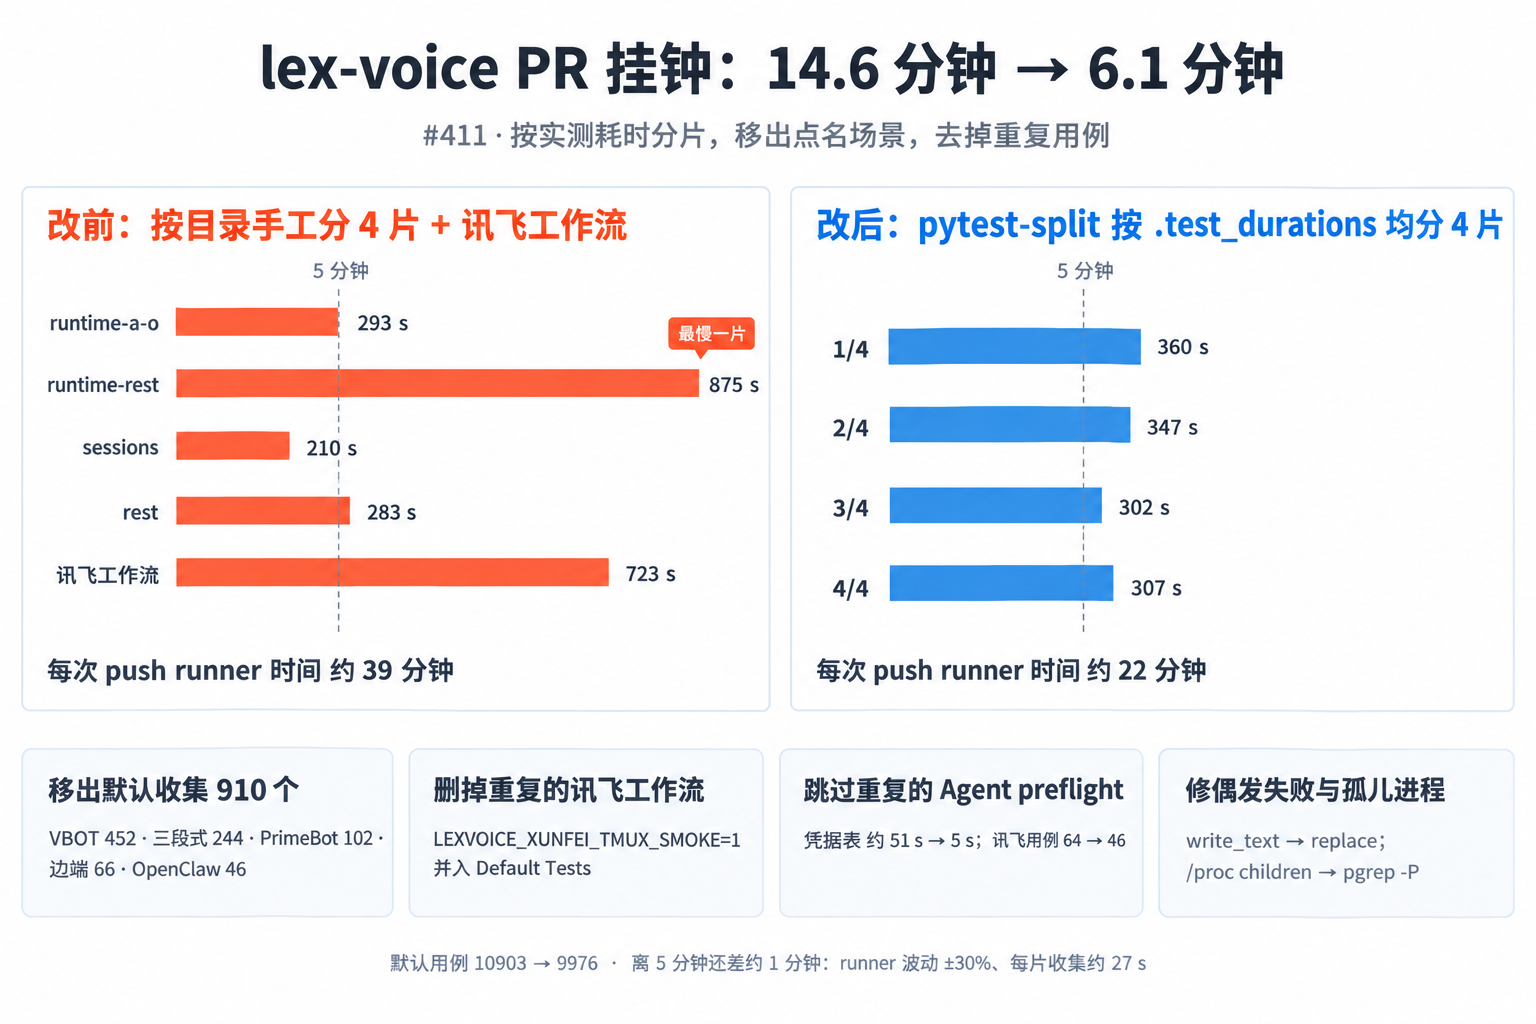 lex-voice PR 挂钟：14.6 分钟 → 6.1 分钟
#411 · 按实测耗时分片，移出点名场景，去掉重复用例
改前：按目录手工分 4 片 + 讯飞工作流
5 分钟
runtime-a-o
293 s
最慢一片
runtime-rest
875 s
sessions
210 s
rest
283 s
讯飞工作流
723 s
每次 push runner 时间 约 39 分钟
改后：pytest-split 按 .test_durations 均分 4 片
5 分钟
1/4
360 s
2/4
347 s
3/4
302 s
4/4
307 s
每次 push runner 时间 约 22 分钟
移出默认收集 910 个
VBOT 452 · 三段式 244 · PrimeBot 102 ·
边端 66 · OpenClaw 46
删掉重复的讯飞工作流
LEXVOICE_XUNFEI_TMUX_SMOKE=1
并入 Default Tests
跳过重复的 Agent preflight
凭据表 约 51 s → 5 s；讯飞用例 64 → 46
修偶发失败与孤儿进程
write_text → replace；
/proc children → pgrep -P
默认用例 10903 → 9976 · 离 5 分钟还差约 1 分钟：runner 波动 ±30%、每片收集约 27 s